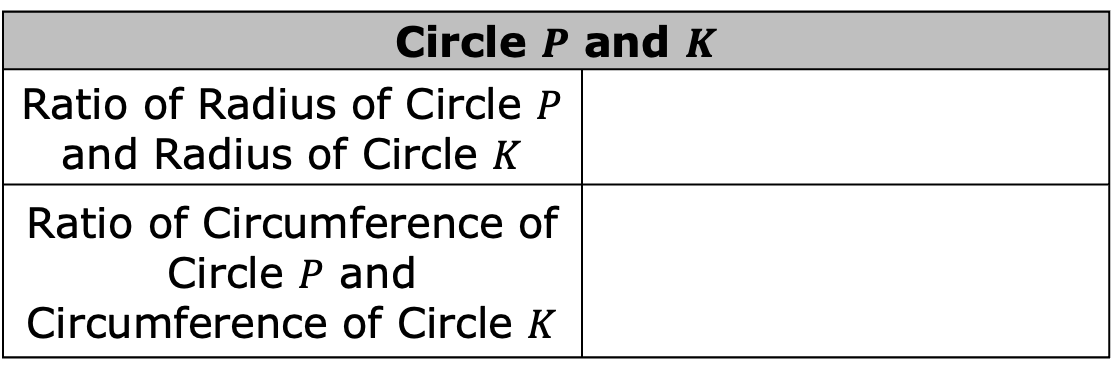 Circle P and K
Ratio of Radius of Circle P
and Radius of Circle K
Ratio of Circumference of
Circle P and
Circumference of Circle K